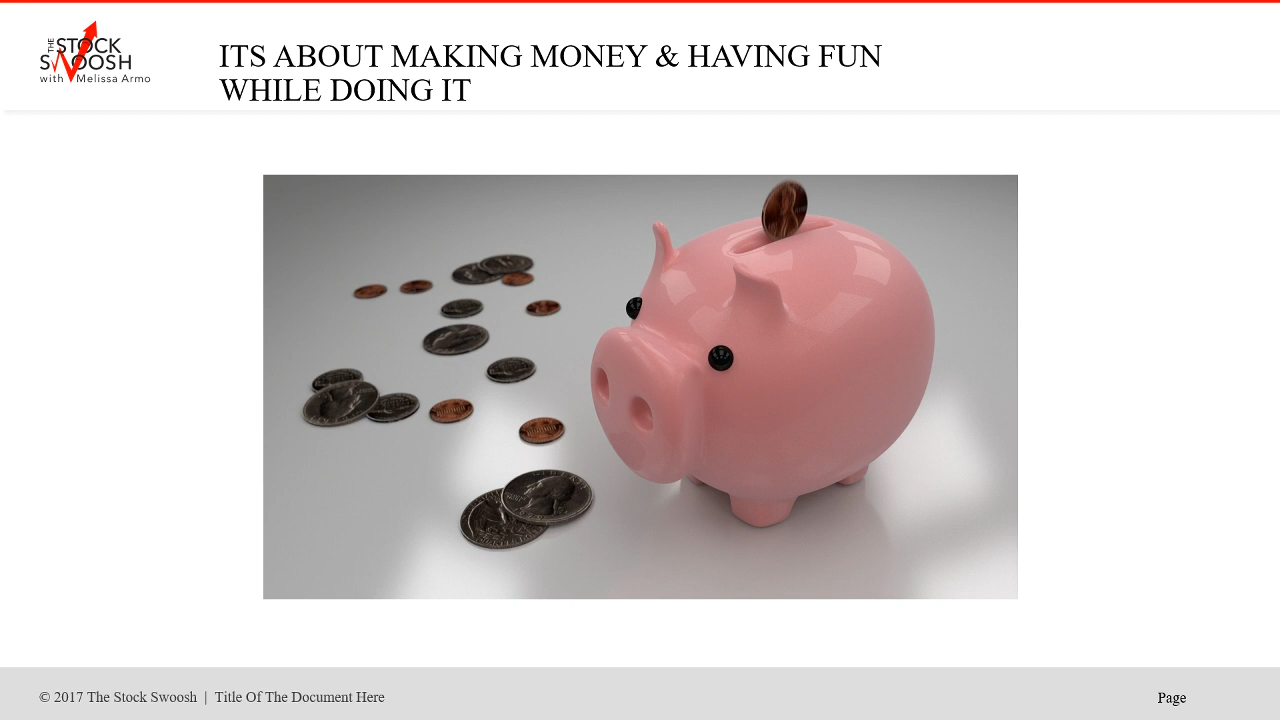 THE
STOCK
SWOOSH
with Melissa Armo
ITS ABOUT MAKING MONEY & HAVING FUN
WHILE DOING IT
© 2017 The Stock Swoosh | Title Of The Document Here
Page